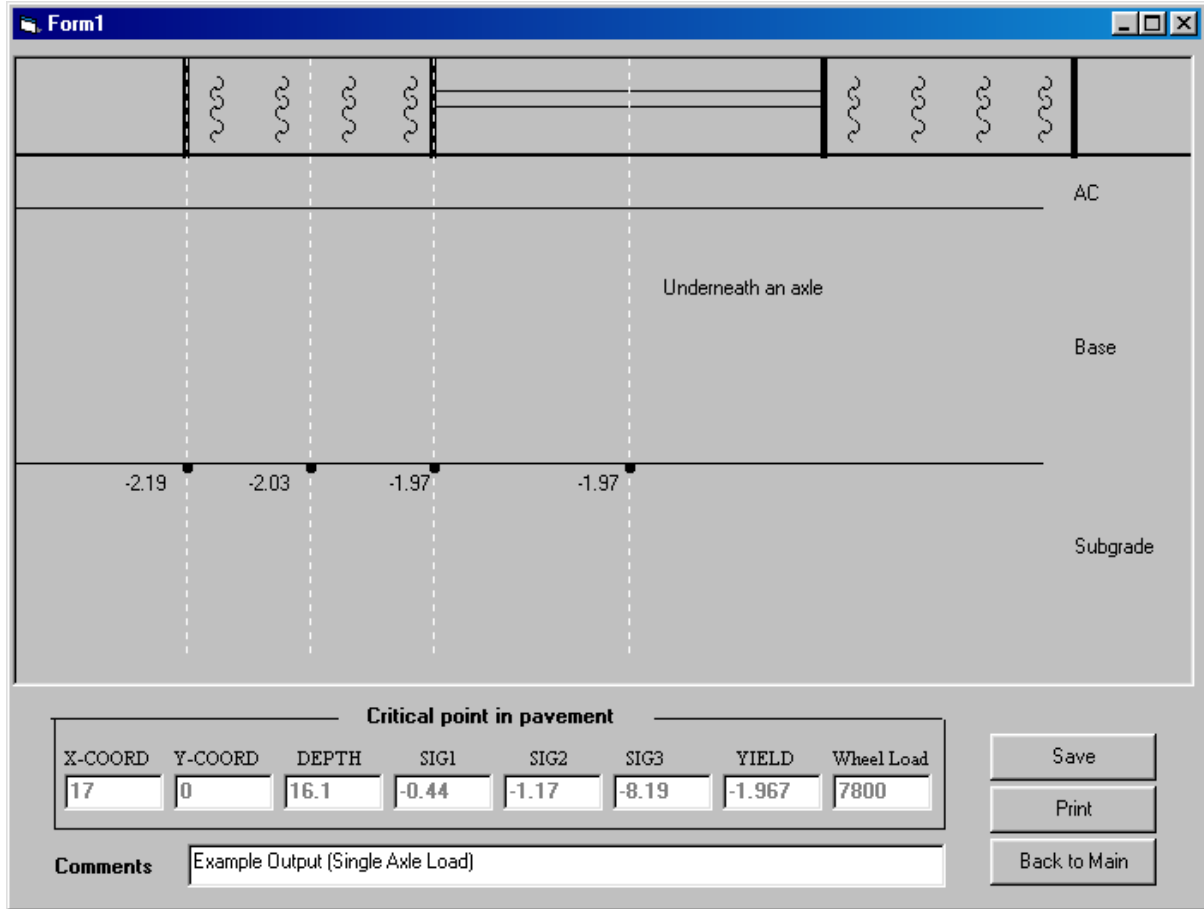 Form1
AC
Underneath an axle
Base
-2.19 -2.03 -1.97 -1.97
Subgrade
Critical point in pavement
X-COORD Y-COORD DEPTH SIG1 SIG2 SIG3 YIELD Wheel Load
17 0 16.1 -0.44 -1.17 -8.19 -1.967 7800
Save
Print
Comments Example Output (Single Axle Load) Back to Main